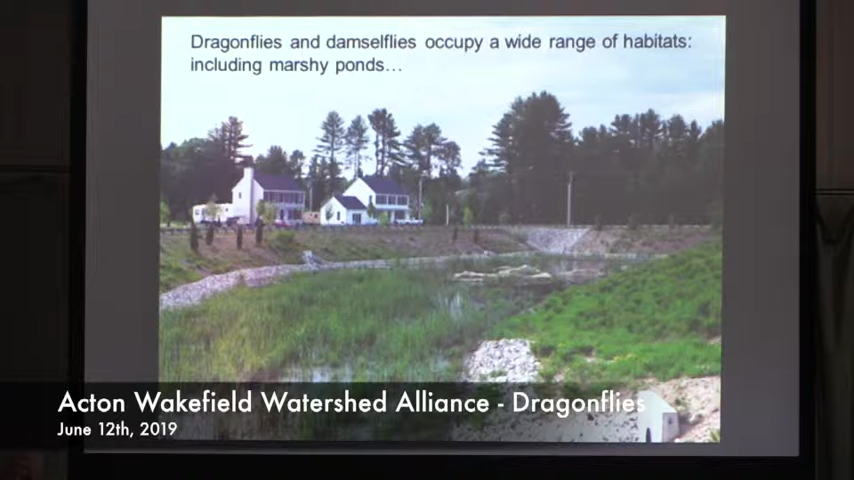 Dragonflies and damselflies occupy a wide range of habitats:
including marshy ponds...
Acton Wakefield Watershed Alliance - Dragonflies
June 12th, 2019